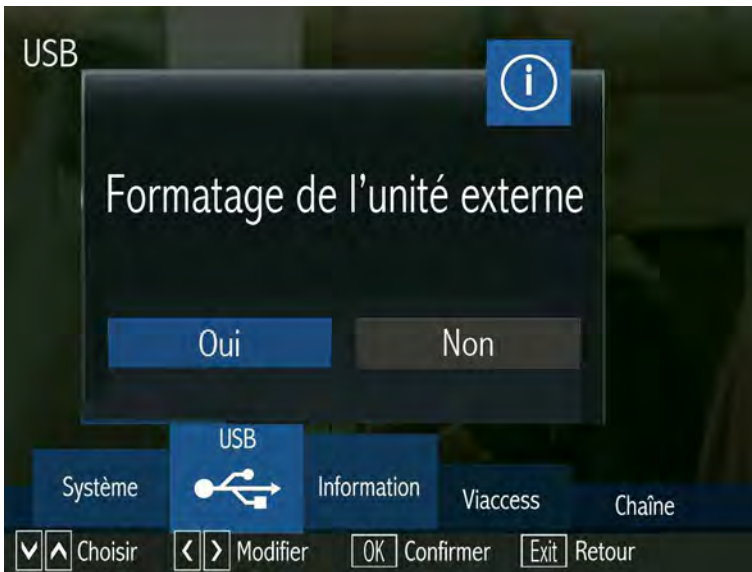 USB
i
Formatage de l'unité externe
Oui Non
USB
Système Information Viaccess Chaîne
Choisir Modifier OK Confirmer Exit Retour